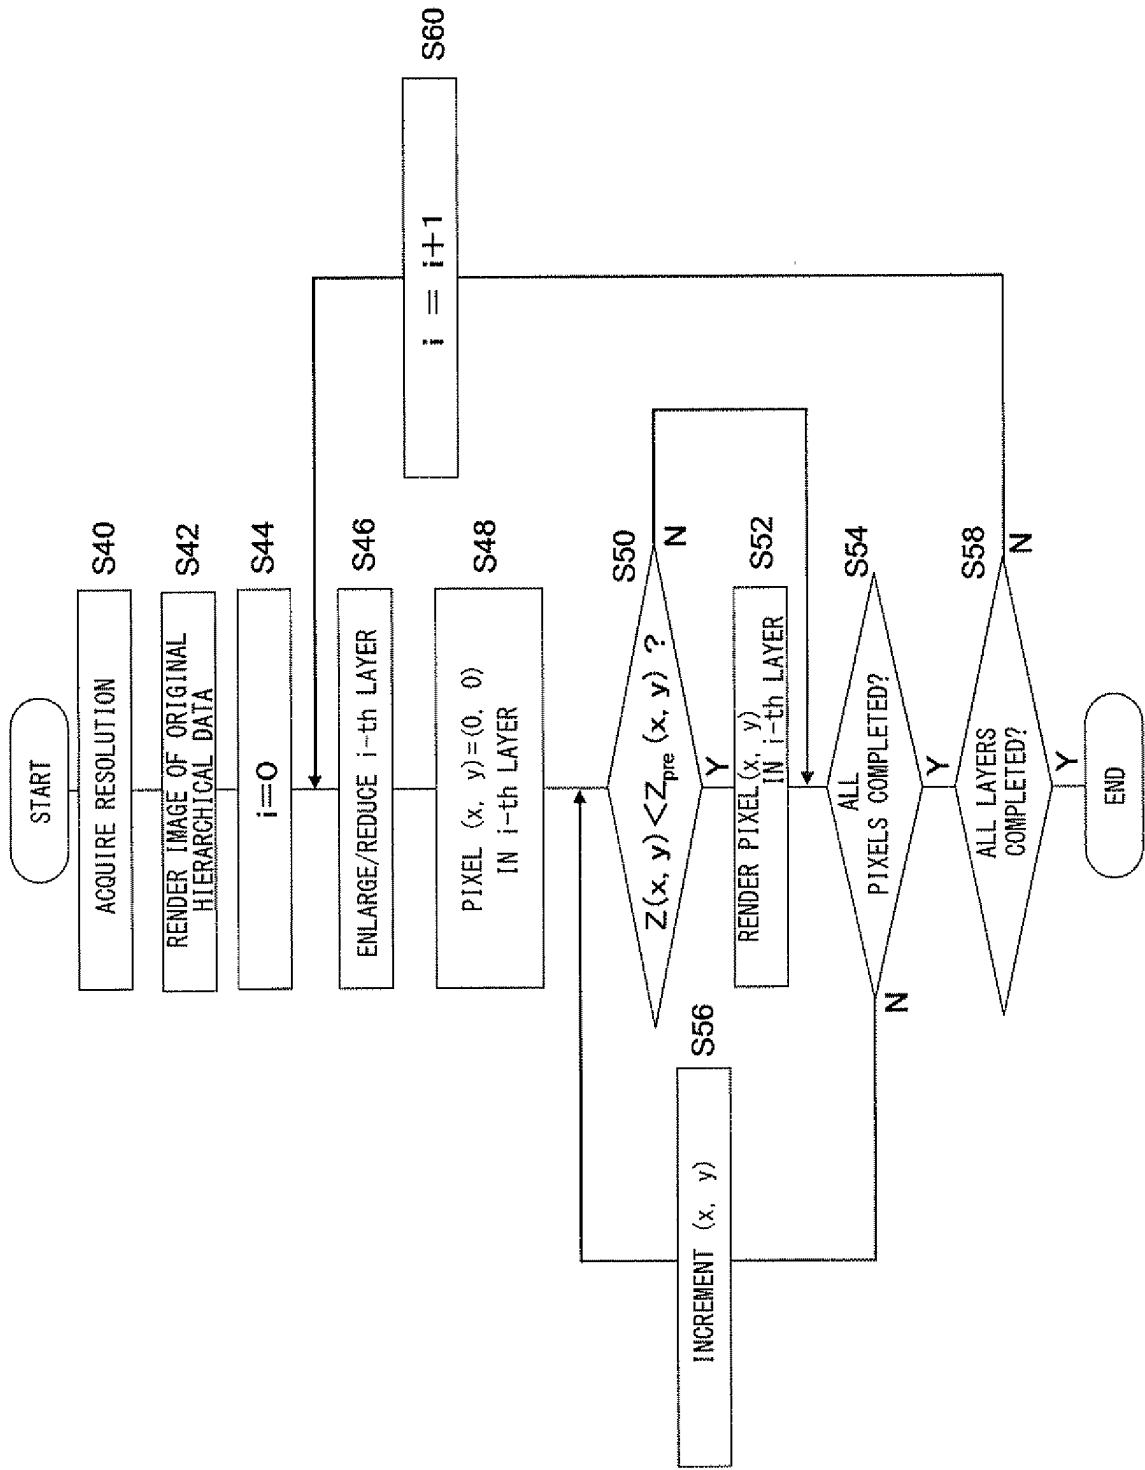 START
ACQUIRE RESOLUTION
S40
RENDER IMAGE OF ORIGINAL
HIERARCHICAL DATA
S42
i=0
S44
ENLARGE/REDUCE i-th LAYER
S46
PIXEL (x, y)=(0, 0)
IN i-th LAYER
S48
Z(x, y)<Zpre (x, y) ?
S50
N
Y
RENDER PIXEL(x, y)
IN i-th LAYER
S52
ALL
PIXELS COMPLETED?
S54
N
Y
INCREMENT (x, y)
S56
ALL LAYERS
COMPLETED?
S58
N
Y
i = i+1
S60
END